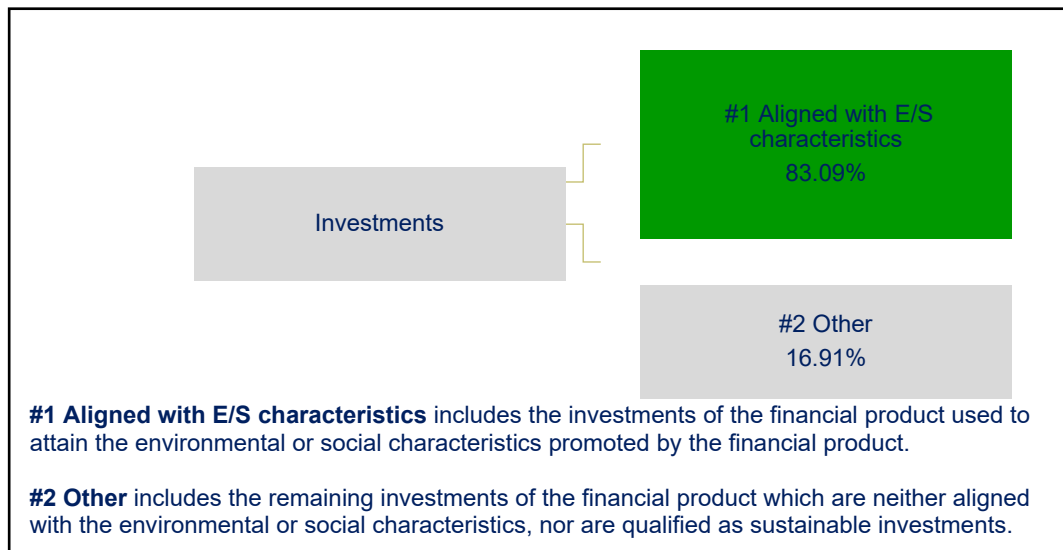 #1 Aligned with E/S
characteristics
83.09%
Investments
#2 Other
16.91%
#1 Aligned with E/S characteristics includes the investments of the financial product used to
attain the environmental or social characteristics promoted by the financial product.
#2 Other includes the remaining investments of the financial product which are neither aligned
with the environmental or social characteristics, nor are qualified as sustainable investments.